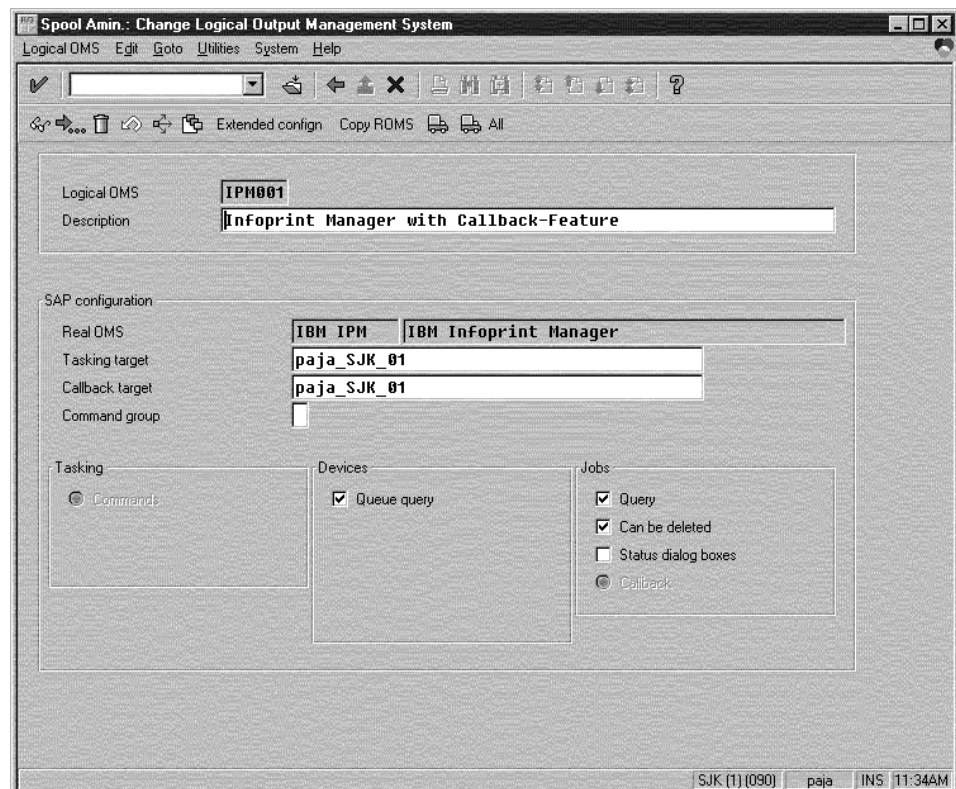 Spool Amin.: Change Logical Output Management System
Logical OMS Edit Goto Utilities System Help
Extended confign Copy ROMS All
Logical OMS IPM001
Description Infoprint Manager with Callback-Feature
SAP configuration
Real OMS IBM IPM IBM Infoprint Manager
Tasking target paja_SJK_01
Callback target paja_SJK_01
Command group
Tasking Devices Jobs
Commands Queue query Query
Can be deleted
Status dialog boxes
Callback
SJK (1) (090) paja INS 11:34AM